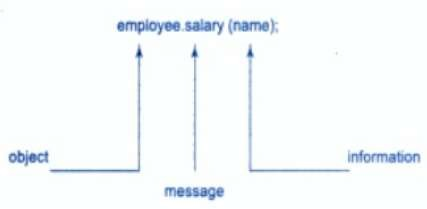 employee.salary (name);
object
information
message